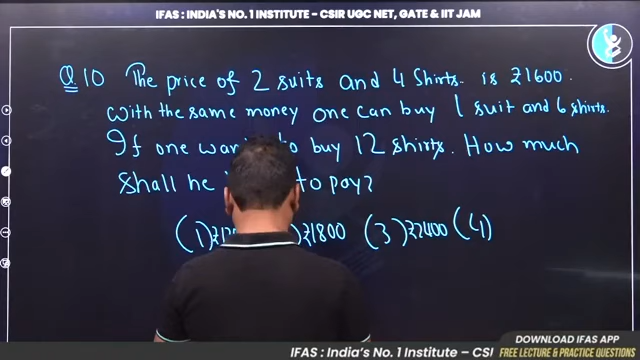 IFAS : INDIA'S NO. 1 INSTITUTE – CSIR UGC NET, GATE & IIT JAM
Q.10 The price of 2 suits and 4 Shirts. is ₹1600.
With the same money one can buy 1 suit and 6 shirts.
If one want to buy 12 shirts. How much
shall he to pay?
(1) ₹1800 (3) ₹2400 (4)
DOWNLOAD IFAS APP
IFAS : India's No. 1 Institute – CSI FREE LECTURE & PRACTICE QUESTIONS